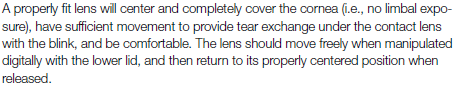 A properly fit lens will center and completely cover the cornea (i.e., no limbal expo-
sure), have sufficient movement to provide tear exchange under the contact lens
with the blink, and be comfortable. The lens should move freely when manipulated
digitally with the lower lid, and then return to its properly centered position when
released.